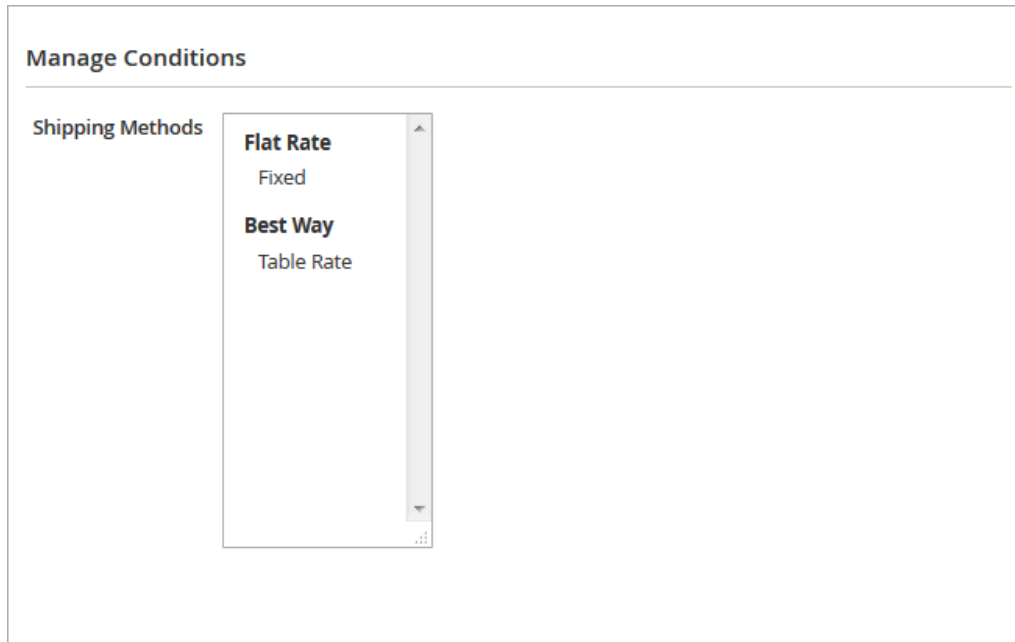 Manage Conditions
Shipping Methods
Flat Rate
Fixed
Best Way
Table Rate